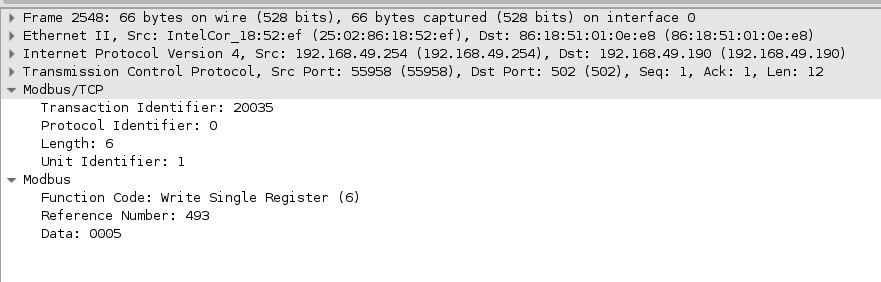 Frame 2548: 66 bytes on wire (528 bits), 66 bytes captured (528 bits) on interface 0
Ethernet II, Src: IntelCor_18:52:ef (25:02:86:18:52:ef), Dst: 86:18:51:01:0e:e8 (86:18:51:01:0e:e8)
Internet Protocol Version 4, Src: 192.168.49.254 (192.168.49.254), Dst: 192.168.49.190 (192.168.49.190)
Transmission Control Protocol, Src Port: 55958 (55958), Dst Port: 502 (502), Seq: 1, Ack: 1, Len: 12
Modbus/TCP
Transaction Identifier: 20035
Protocol Identifier: 0
Length: 6
Unit Identifier: 1
Modbus
Function Code: Write Single Register (6)
Reference Number: 493
Data: 0005